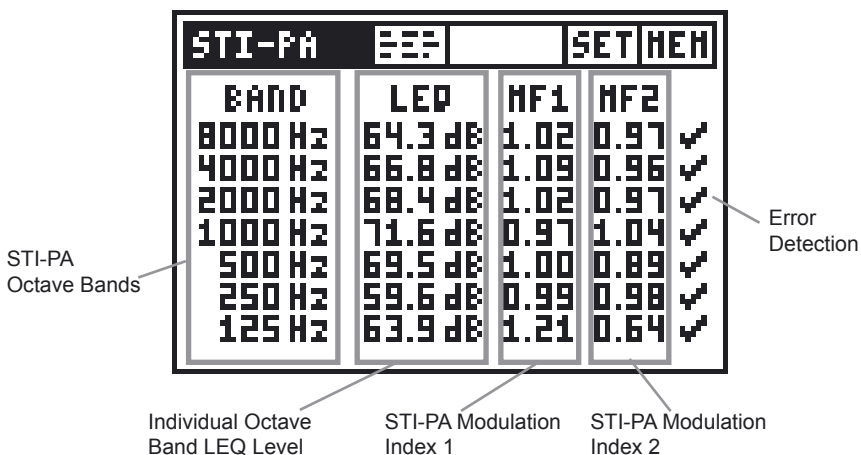 STI-PA SET MEM
BAND LEQ MF1 MF2
8000 Hz 64.3 dB 1.02 0.97
4000 Hz 66.8 dB 1.09 0.96
2000 Hz 68.4 dB 1.02 0.97
1000 Hz 71.6 dB 0.97 1.04
500 Hz 69.5 dB 1.00 0.89
250 Hz 59.6 dB 0.99 0.98
125 Hz 63.9 dB 1.21 0.64
Error
Detection
STI-PA
Octave Bands
Individual Octave
Band LEQ Level
STI-PA Modulation
Index 1
STI-PA Modulation
Index 2